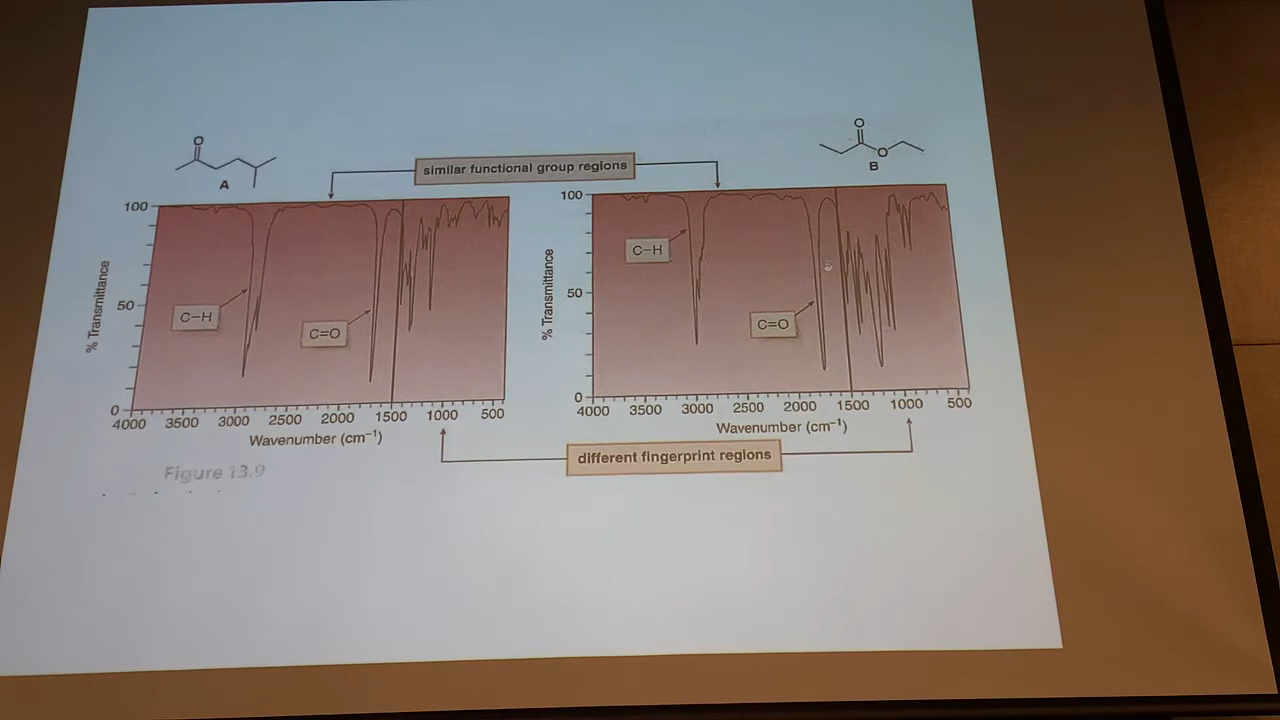 O
O
O
A
B
similar functional group regions
100
50
0
% Transmittance
C–H
C=O
4000 3500 3000 2500 2000 1500 1000 500
Wavenumber (cm⁻¹)
100
50
0
% Transmittance
C–H
C=O
4000 3500 3000 2500 2000 1500 1000 500
Wavenumber (cm⁻¹)
different fingerprint regions
Figure 13.9